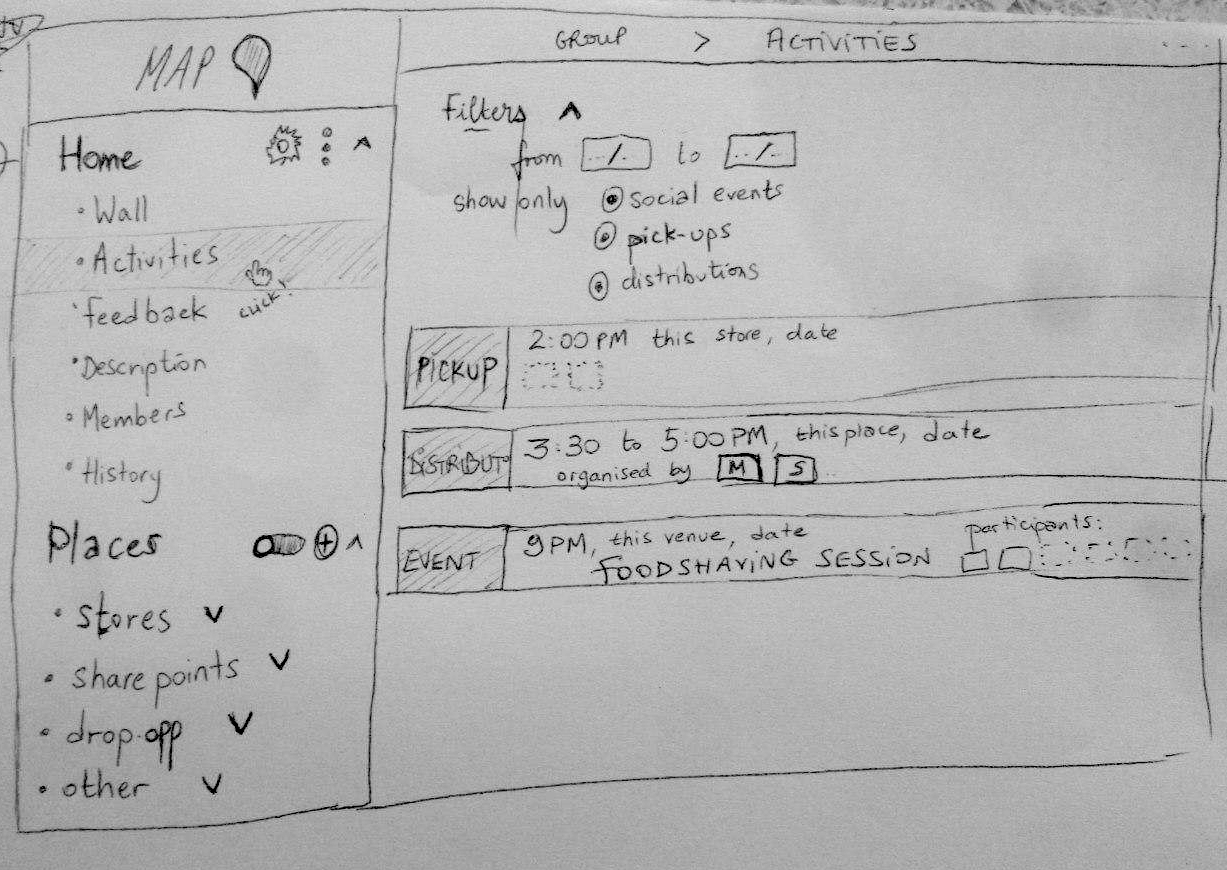 MAP
Home
• Wall
• Activities
click!
• feedback
• Description
• Members
• History
Places
• Stores
• Share points
• drop-off
• other
GROUP > ACTIVITIES ...
Filters
from ../.. to ../..
show only social events
pick-ups
distributions
PICKUP
2:00 PM this store, date
DISTRIBUT
3:30 to 5:00 PM, this place, date
organised by M S ..
EVENT
9 PM, this venue, date
FOODSHAVING SESSION
participants: